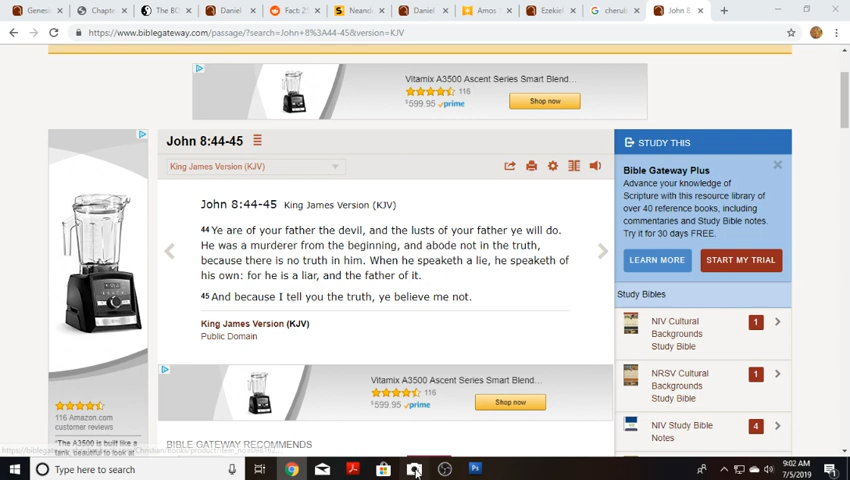 Genes
Chapte
The BO
Daniel
Fact: 25
Neand
Daniel
Amos
Ezekiel
cherub
John 8
https://www.biblegateway.com/passage/?search=John+8%3A44-45&version=KJV
Vitamix A3500 Ascent Series Smart Blend...
116
$599.95 prime
Shop now
John 8:44-45
King James Version (KJV)
John 8:44-45 King James Version (KJV)
44 Ye are of your father the devil, and the lusts of your father ye will do.
He was a murderer from the beginning, and abode not in the truth,
because there is no truth in him. When he speaketh a lie, he speaketh of
his own: for he is a liar, and the father of it.
45 And because I tell you the truth, ye believe me not.
King James Version (KJV)
Public Domain
Vitamix A3500 Ascent Series Smart Blend...
116
$599.95 prime
Shop now
BIBLE GATEWAY RECOMMENDS
116 Amazon.com
customer reviews
"The A3500 is built like a
tank, beautiful to look at
STUDY THIS
Bible Gateway Plus
Advance your knowledge of
Scripture with this resource library of
over 40 reference books, including
commentaries and Study Bible notes.
Try it for 30 days FREE.
LEARN MORE
START MY TRIAL
Study Bibles
NIV Cultural
Backgrounds
Study Bible
1
NRSV Cultural
Backgrounds
Study Bible
1
NIV Study Bible
Notes
4
Type here to search
Ps
9:02 AM
7/5/2019